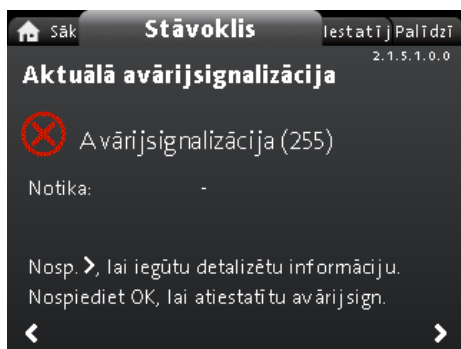 Sāk Stāvoklis Iestatīj Palīdzī
2.1.5.1.0.0
Aktuālā avārijsignalizācija
Avārijsignalizācija (255)
Notika: -
Nosp. >, lai iegūtu detalizētu informāciju.
Nospiediet OK, lai atiestatītu avārijsign.